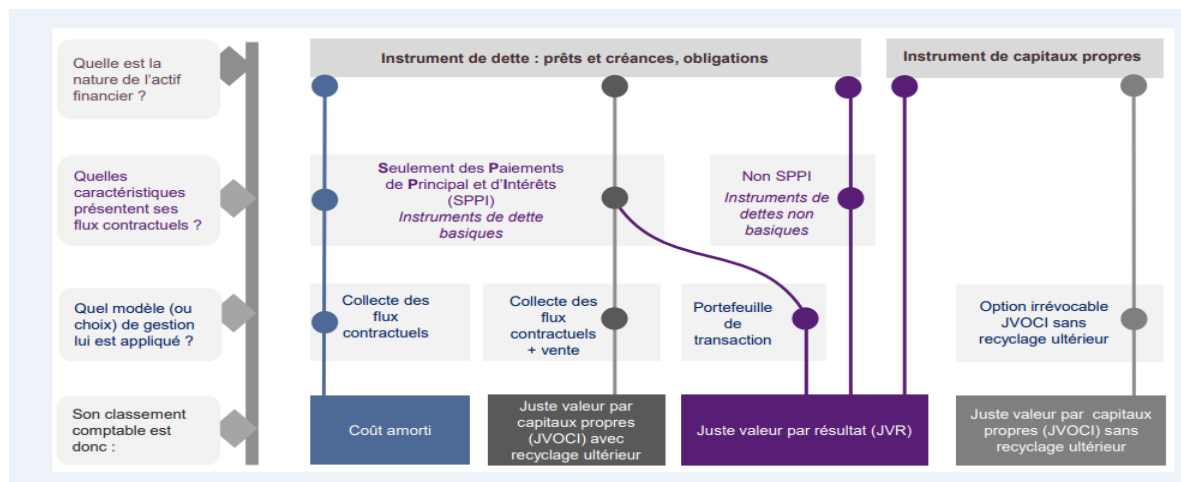 Quelle est la
nature de l'actif
financier ?
Instrument de dette : prêts et créances, obligations
Instrument de capitaux propres
Quelles
caractéristiques
présentent ses
flux contractuels ?
Seulement des Paiements
de Principal et d'Intérêts
(SPPI)
Instruments de dette
basiques
Non SPPI
Instruments de
dettes non
basiques
Quel modèle (ou
choix) de gestion
lui est appliqué ?
Collecte des
flux
contractuels
Collecte des
flux
contractuels
+ vente
Portefeuille
de
transaction
Option irrévocable
JVOCI sans
recyclage ultérieur
Son classement
comptable est
donc :
Coût amorti
Juste valeur par
capitaux propres
(JVOCI) avec
recyclage ultérieur
Juste valeur par résultat (JVR)
Juste valeur par capitaux
propres (JVOCI) sans
recyclage ultérieur